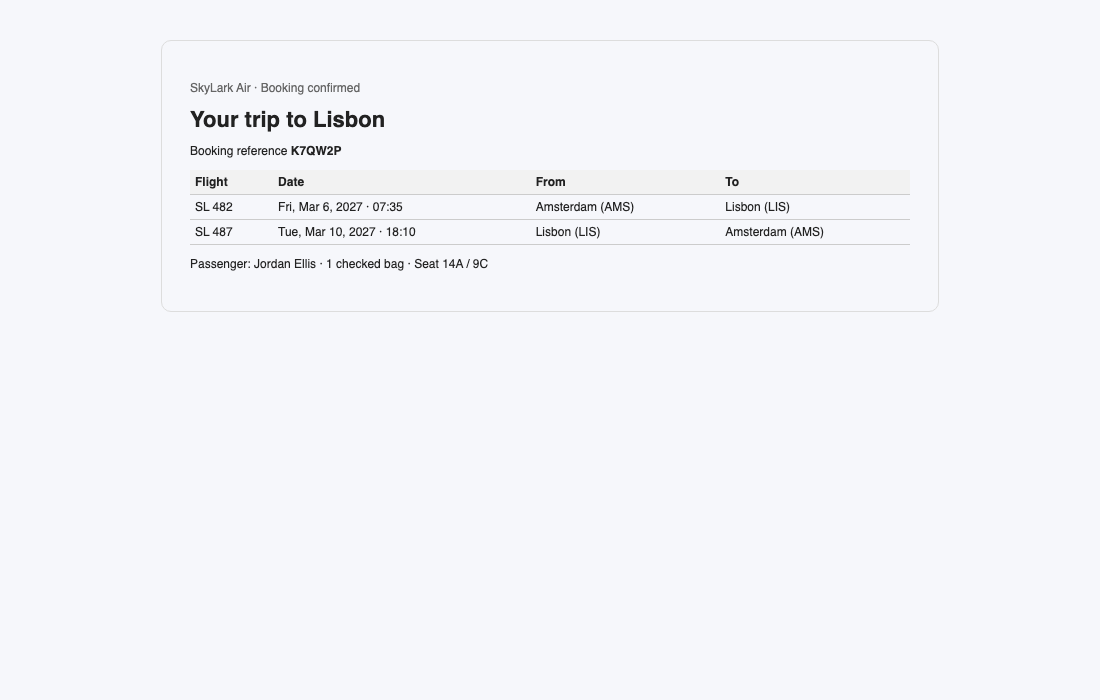 SkyLark Air · Booking confirmed
Your trip to Lisbon
Booking reference K7QW2P
Flight Date From To
SL 482 Fri, Mar 6, 2027 · 07:35 Amsterdam (AMS) Lisbon (LIS)
SL 487 Tue, Mar 10, 2027 · 18:10 Lisbon (LIS) Amsterdam (AMS)
Passenger: Jordan Ellis · 1 checked bag · Seat 14A / 9C